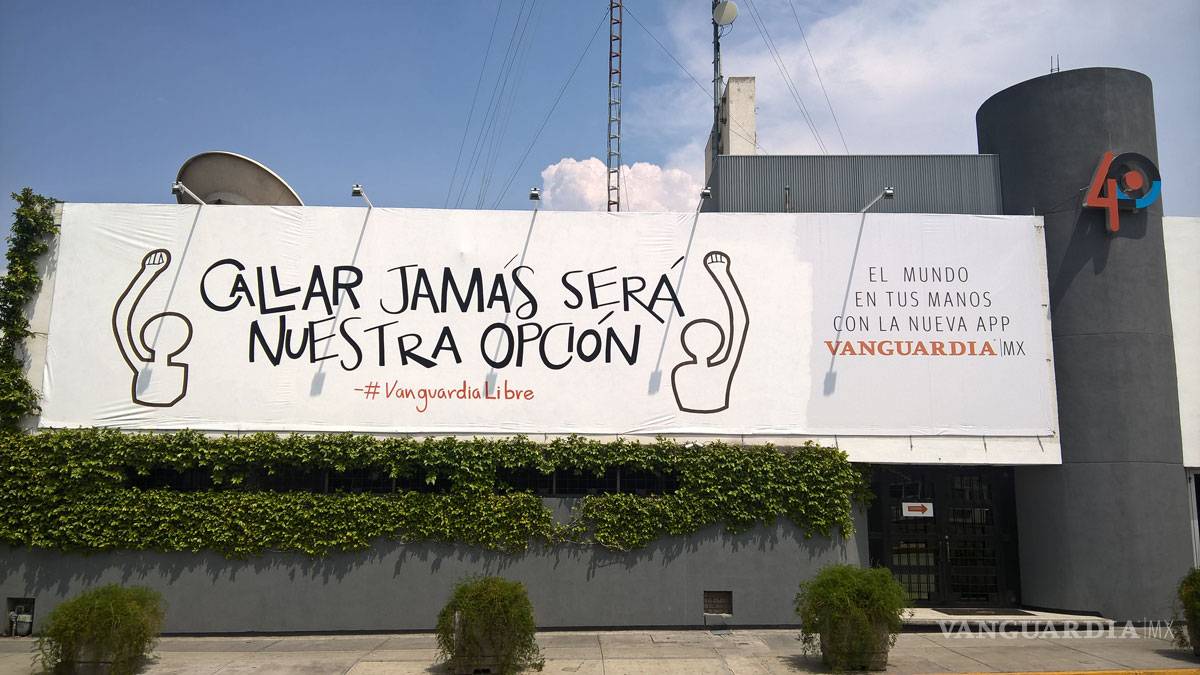 CALLAR JAMÁS SERÁ
NUESTRA OPCIÓN
-#VanguardiaLibre
EL MUNDO
EN TUS MANOS
CON LA NUEVA APP
VANGUARDIA|MX
40
VANGUARDIA|MX